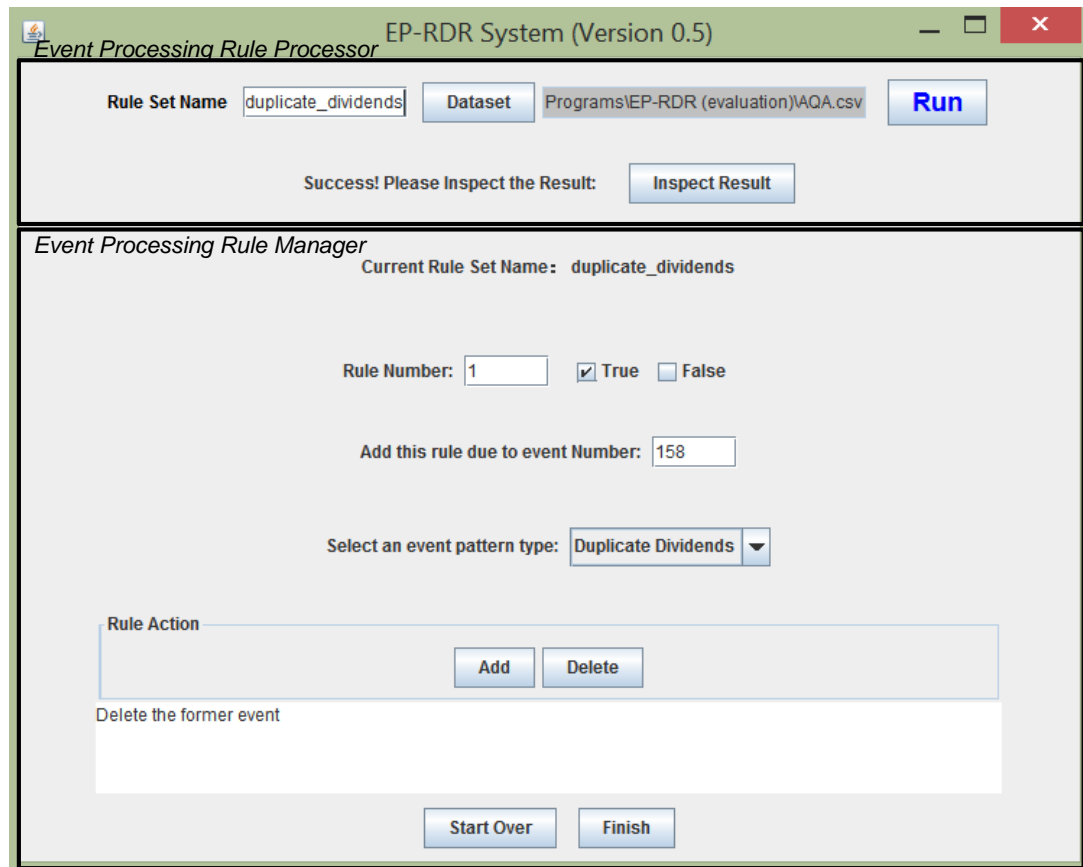 EP-RDR System (Version 0.5)
Event Processing Rule Processor
Rule Set Name duplicate_dividends Dataset Programs\EP-RDR (evaluation)\AQA.csv Run
Success! Please Inspect the Result: Inspect Result
Event Processing Rule Manager
Current Rule Set Name: duplicate_dividends
Rule Number: 1 True False
Add this rule due to event Number: 158
Select an event pattern type: Duplicate Dividends
Rule Action
Add Delete
Delete the former event
Start Over Finish